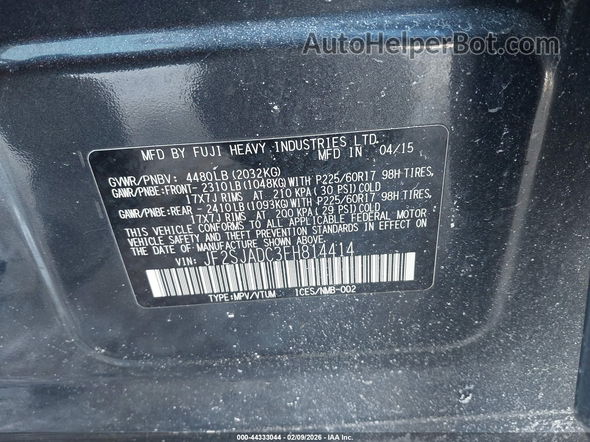 AutoHelperBot.com
MFD BY FUJI HEAVY INDUSTRIES LTD.
MFD IN 04/15
GVWR/PNBV: 4480LB (2032KG)
GAWR/PNBE:FRONT- 2310LB (1048KG) WITH P225/60R17 98H TIRES,
17X7J RIMS AT 210 KPA (30 PSI) COLD
GAWR/PNBE:REAR - 2410LB (1093KG) WITH P225/60R17 98H TIRES,
17X7J RIMS AT 200 KPA (29 PSI) COLD
THIS VEHICLE CONFORMS TO ALL APPLICABLE FEDERAL MOTOR
VEHICLE SAFETY AND THEFT PREVENTION STANDARDS IN EFFECT ON
THE DATE OF MANUFACTURE SHOWN ABOVE.
VIN: JF2SJADC3FH814414
TYPE:MPV/VTUM ICES/NMB-002
000-44333044 | 02/09/2026 | IAA Inc.